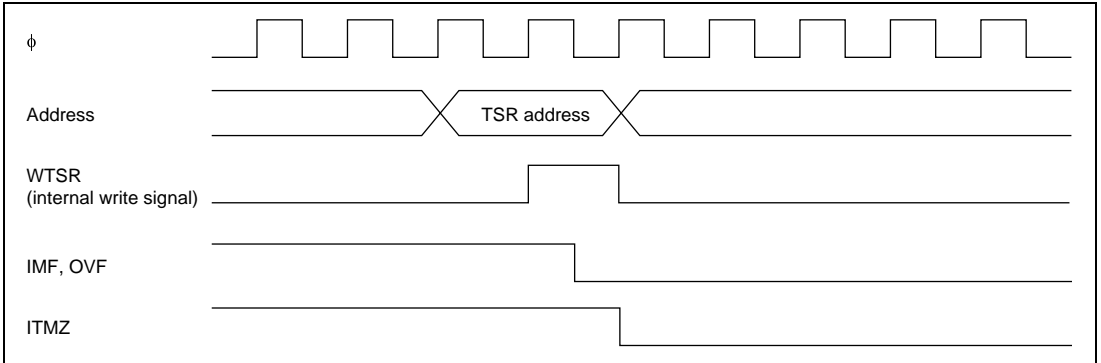 ϕ
Address
TSR address
WTSR
(internal write signal)
IMF, OVF
ITMZ